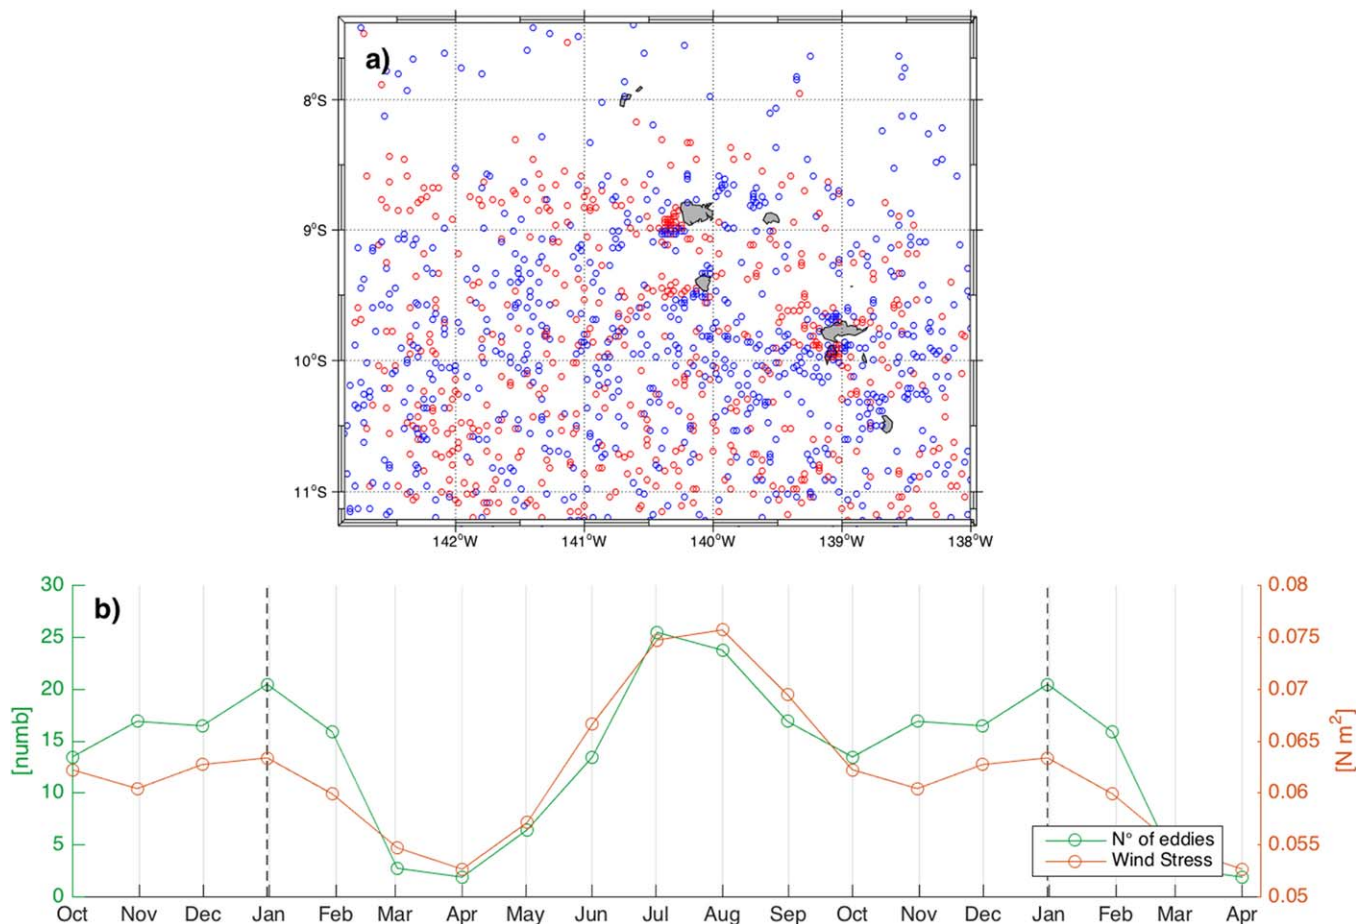 a)
8°S
9°S
10°S
11°S
142°W 141°W 140°W 139°W 138°W
b)
30 0.08
25 0.075
20 0.07
15 0.065
10 0.06
5 0.055
0 0.05
[numb]
[N m²]
N° of eddies
Wind Stress
Oct Nov Dec Jan Feb Mar Apr May Jun Jul Aug Sep Oct Nov Dec Jan Feb Mar Apr